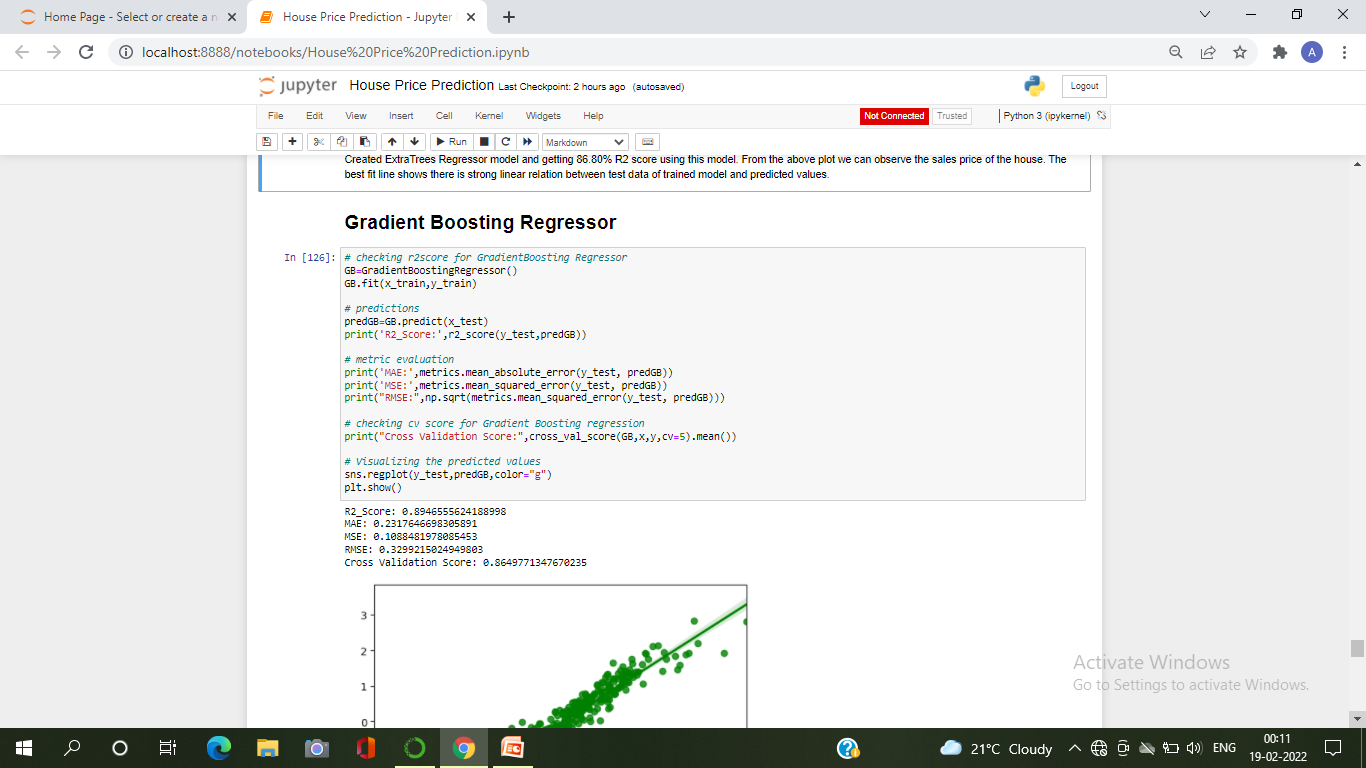 Home Page - Select or create a n
House Price Prediction - Jupyter
localhost:8888/notebooks/House%20Price%20Prediction.ipynb
A
jupyter House Price Prediction Last Checkpoint: 2 hours ago (autosaved)
Logout
File Edit View Insert Cell Kernel Widgets Help
Not Connected Trusted Python 3 (ipykernel)
Run Markdown
Created ExtraTrees Regressor model and getting 86.80% R2 score using this model. From the above plot we can observe the sales price of the house. The
best fit line shows there is strong linear relation between test data of trained model and predicted values.
Gradient Boosting Regressor
In [126]: # checking r2score for GradientBoosting Regressor
GB=GradientBoostingRegressor()
GB.fit(x_train,y_train)
# predictions
predGB=GB.predict(x_test)
print('R2_Score:',r2_score(y_test,predGB))
# metric evaluation
print('MAE:',metrics.mean_absolute_error(y_test, predGB))
print('MSE:',metrics.mean_squared_error(y_test, predGB))
print("RMSE:",np.sqrt(metrics.mean_squared_error(y_test, predGB)))
# checking cv score for Gradient Boosting regression
print("Cross Validation Score:",cross_val_score(GB,x,y,cv=5).mean())
# Visualizing the predicted values
sns.regplot(y_test,predGB,color="g")
plt.show()
R2_Score: 0.8946555624188998
MAE: 0.2317646698305891
MSE: 0.1088481978085453
RMSE: 0.3299215024949803
Cross Validation Score: 0.8649771347670235
3
2
1
0
Activate Windows
Go to Settings to activate Windows.
21°C Cloudy ENG
00:11
19-02-2022